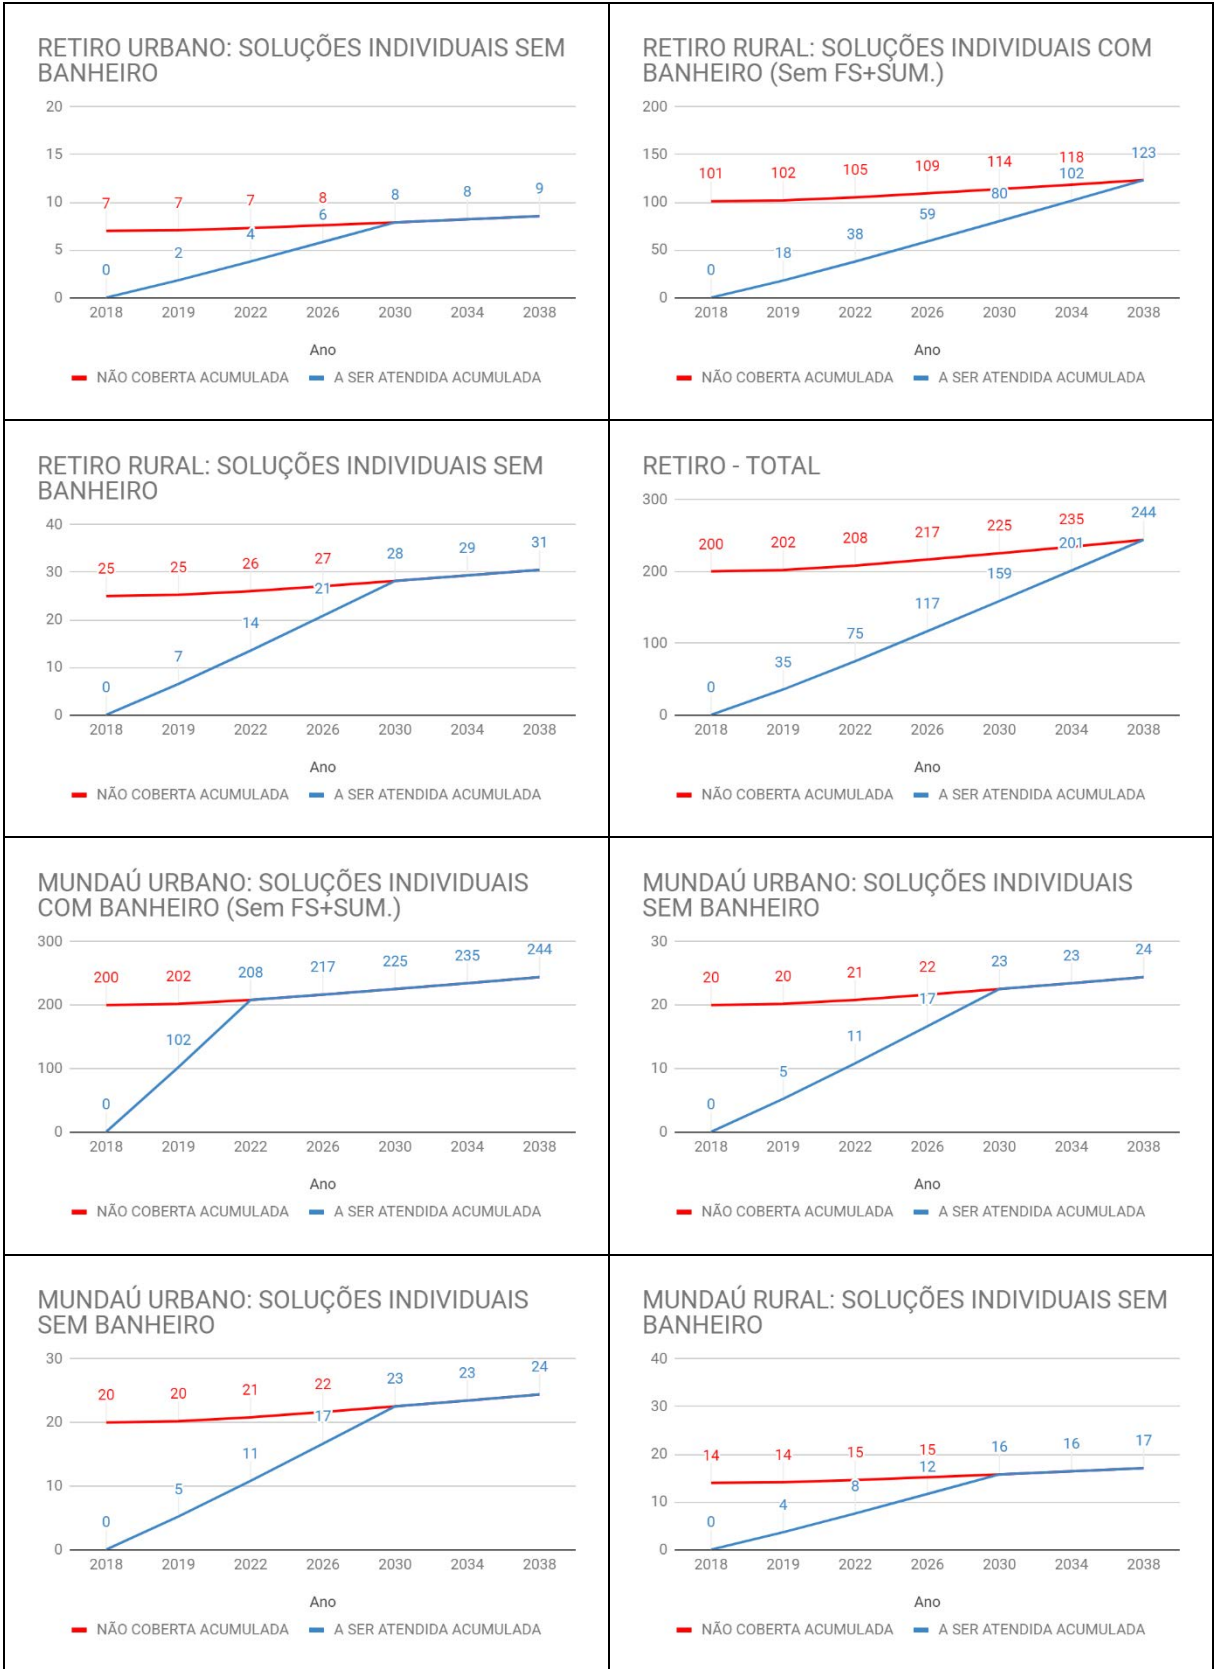 RETIRO URBANO: SOLUÇÕES INDIVIDUAIS SEM
BANHEIRO
20
15
10
5
0
7 7 7 8 8 8 9
0 2 4 6
2018 2019 2022 2026 2030 2034 2038
Ano
NÃO COBERTA ACUMULADA A SER ATENDIDA ACUMULADA
RETIRO RURAL: SOLUÇÕES INDIVIDUAIS COM
BANHEIRO (Sem FS+SUM.)
200
150
100
50
0
101 102 105 109 114 118 123
0 18 38 59 80 102
2018 2019 2022 2026 2030 2034 2038
Ano
NÃO COBERTA ACUMULADA A SER ATENDIDA ACUMULADA
RETIRO RURAL: SOLUÇÕES INDIVIDUAIS SEM
BANHEIRO
40
30
20
10
0
25 25 26 27 28 29 31
0 7 14 21
2018 2019 2022 2026 2030 2034 2038
Ano
NÃO COBERTA ACUMULADA A SER ATENDIDA ACUMULADA
RETIRO - TOTAL
300
200
100
0
200 202 208 217 225 235 244
0 35 75 117 159 201
2018 2019 2022 2026 2030 2034 2038
Ano
NÃO COBERTA ACUMULADA A SER ATENDIDA ACUMULADA
MUNDAÚ URBANO: SOLUÇÕES INDIVIDUAIS
COM BANHEIRO (Sem FS+SUM.)
300
200
100
0
200 202 208 217 225 235 244
0 102
2018 2019 2022 2026 2030 2034 2038
Ano
NÃO COBERTA ACUMULADA A SER ATENDIDA ACUMULADA
MUNDAÚ URBANO: SOLUÇÕES INDIVIDUAIS
SEM BANHEIRO
30
20
10
0
20 20 21 22 23 23 24
0 5 11 17
2018 2019 2022 2026 2030 2034 2038
Ano
NÃO COBERTA ACUMULADA A SER ATENDIDA ACUMULADA
MUNDAÚ URBANO: SOLUÇÕES INDIVIDUAIS
SEM BANHEIRO
30
20
10
0
20 20 21 22 23 23 24
0 5 11 17
2018 2019 2022 2026 2030 2034 2038
Ano
NÃO COBERTA ACUMULADA A SER ATENDIDA ACUMULADA
MUNDAÚ RURAL: SOLUÇÕES INDIVIDUAIS SEM
BANHEIRO
40
30
20
10
0
14 14 15 15 16 16 17
0 4 8 12
2018 2019 2022 2026 2030 2034 2038
Ano
NÃO COBERTA ACUMULADA A SER ATENDIDA ACUMULADA